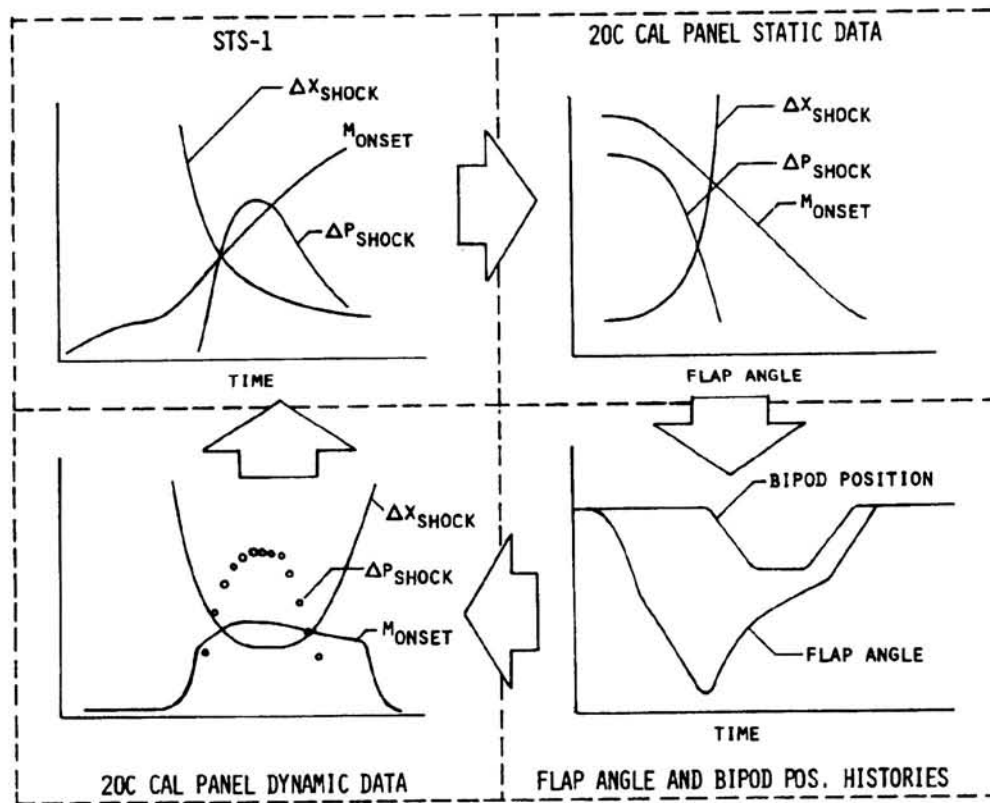 STS-1
ΔX_SHOCK
M_ONSET
ΔP_SHOCK
TIME
20C CAL PANEL STATIC DATA
ΔX_SHOCK
ΔP_SHOCK
M_ONSET
FLAP ANGLE
ΔX_SHOCK
ΔP_SHOCK
M_ONSET
20C CAL PANEL DYNAMIC DATA
BIPOD POSITION
FLAP ANGLE
TIME
FLAP ANGLE AND BIPOD POS. HISTORIES